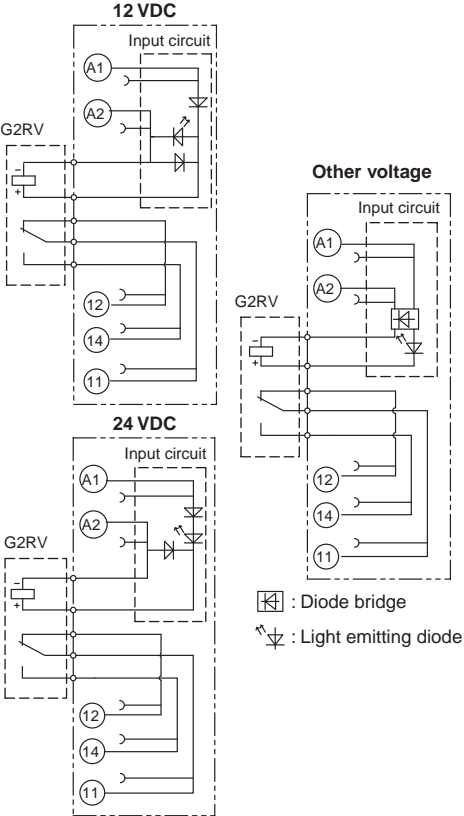 12 VDC
Input circuit
A1
A2
G2RV
-
+
12
14
11
Other voltage
Input circuit
A1
A2
G2RV
-
+
12
14
11
24 VDC
Input circuit
A1
A2
G2RV
-
+
12
14
11
: Diode bridge
: Light emitting diode